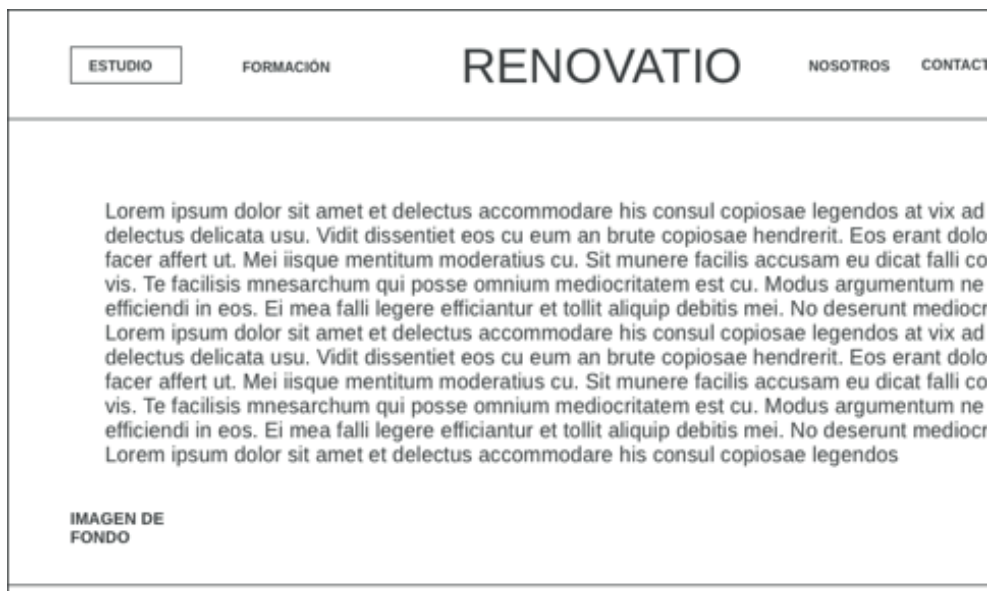 ESTUDIO FORMACIÓN RENOVATIO NOSOTROS CONTACT
Lorem ipsum dolor sit amet et delectus accommodare his consul copiosae legendos at vix ad
delectus delicata usu. Vidit dissentiet eos cu eum an brute copiosae hendrerit. Eos erant dolo
facer affert ut. Mei iisque mentitum moderatius cu. Sit munere facilis accusam eu dicat falli co
vis. Te facilisis mnesarchum qui posse omnium mediocritatem est cu. Modus argumentum ne
efficiendi in eos. Ei mea falli legere efficiantur et tollit aliquip debitis mei. No deserunt mediocr
Lorem ipsum dolor sit amet et delectus accommodare his consul copiosae legendos at vix ad
delectus delicata usu. Vidit dissentiet eos cu eum an brute copiosae hendrerit. Eos erant dolo
facer affert ut. Mei iisque mentitum moderatius cu. Sit munere facilis accusam eu dicat falli co
vis. Te facilisis mnesarchum qui posse omnium mediocritatem est cu. Modus argumentum ne
efficiendi in eos. Ei mea falli legere efficiantur et tollit aliquip debitis mei. No deserunt mediocr
Lorem ipsum dolor sit amet et delectus accommodare his consul copiosae legendos
IMAGEN DE
FONDO